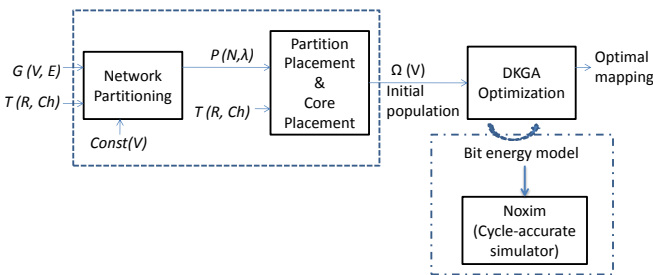 G (V, E)
T (R, Ch)
Const(V)
Network
Partitioning
P (N,λ)
T (R, Ch)
Partition
Placement
&
Core
Placement
Ω (V)
Initial
population
DKGA
Optimization
Optimal
mapping
Bit energy model
Noxim
(Cycle-accurate
simulator)